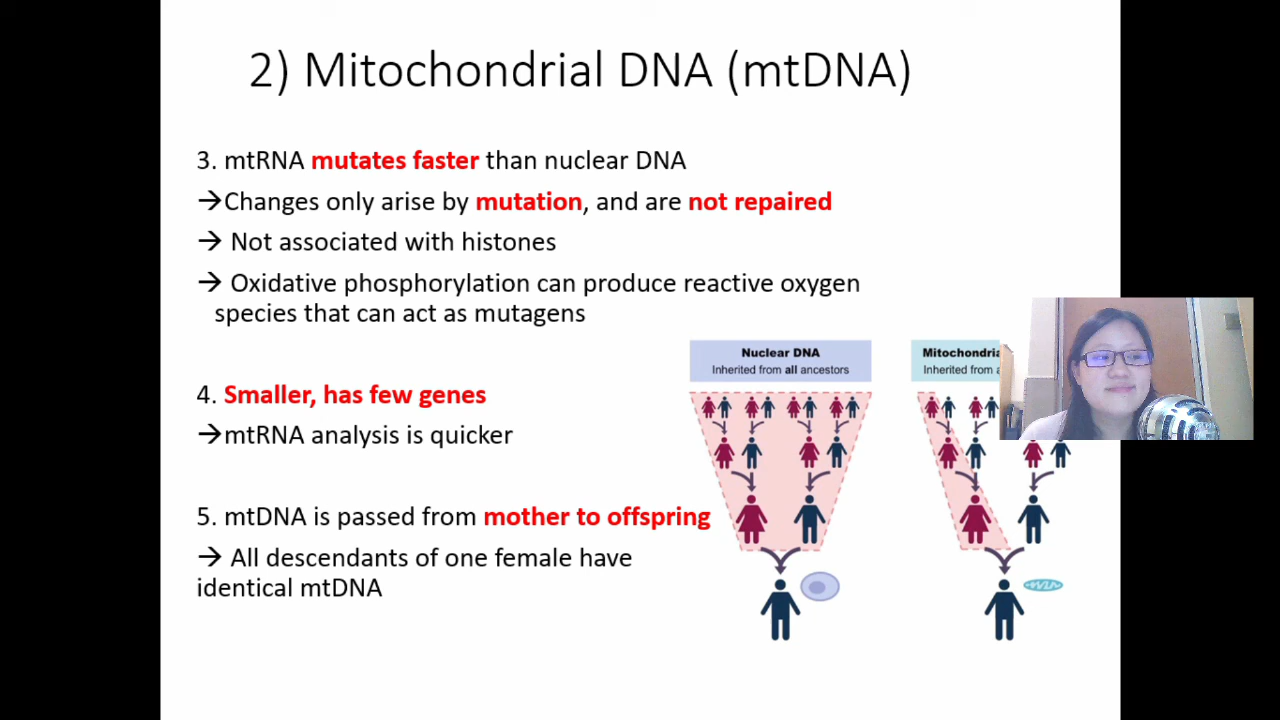 2) Mitochondrial DNA (mtDNA)
3. mtRNA mutates faster than nuclear DNA
→Changes only arise by mutation, and are not repaired
→ Not associated with histones
→ Oxidative phosphorylation can produce reactive oxygen
species that can act as mutagens
4. Smaller, has few genes
→mtRNA analysis is quicker
5. mtDNA is passed from mother to offspring
→ All descendants of one female have
identical mtDNA
Nuclear DNA
Inherited from all ancestors
Inherited from